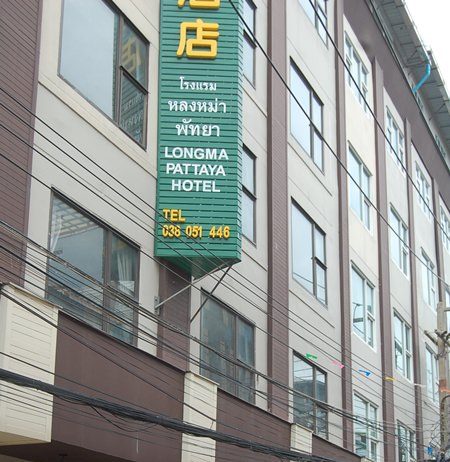 店
โรงแรม
หลงหม่า
พัทยา
LONGMA
PATTAYA
HOTEL
TEL
038 051 446